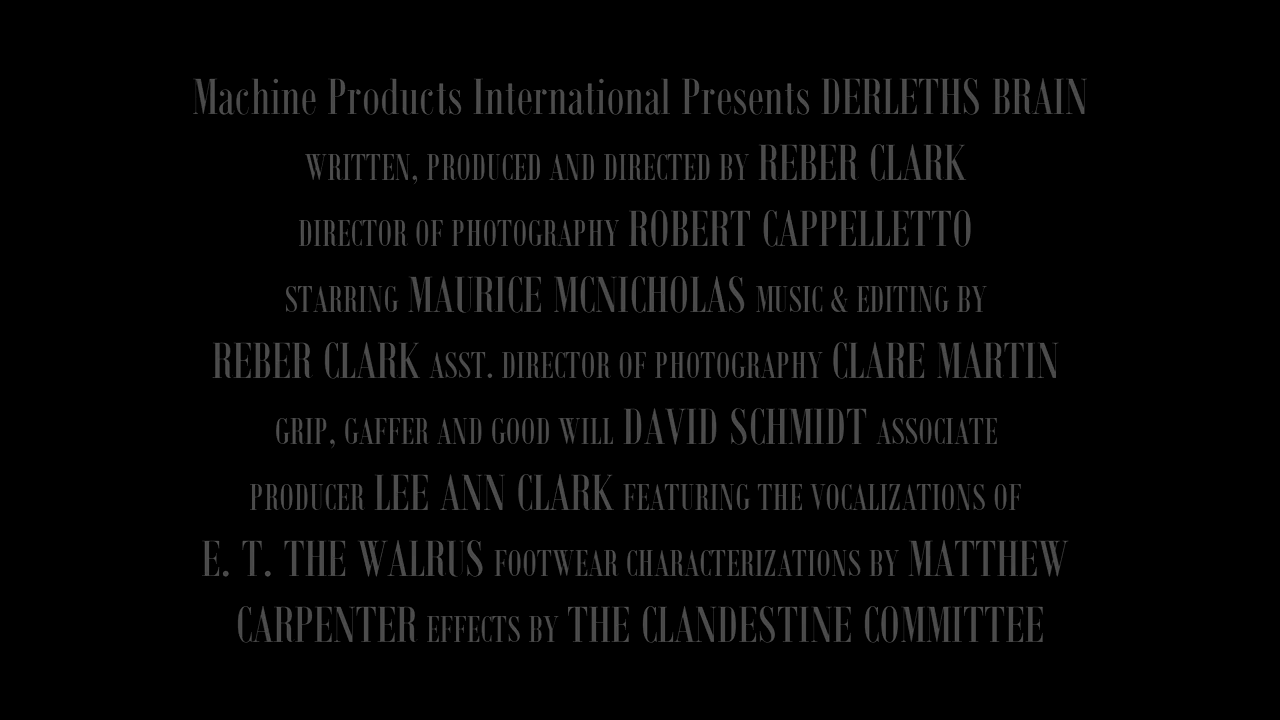 Machine Products International Presents DERLETHS BRAIN
WRITTEN, PRODUCED AND DIRECTED BY REBER CLARK
DIRECTOR OF PHOTOGRAPHY ROBERT CAPPELLETTO
STARRING MAURICE MCNICHOLAS MUSIC & EDITING BY
REBER CLARK ASST. DIRECTOR OF PHOTOGRAPHY CLARE MARTIN
GRIP, GAFFER AND GOOD WILL DAVID SCHMIDT ASSOCIATE
PRODUCER LEE ANN CLARK FEATURING THE VOCALIZATIONS OF
E. T. THE WALRUS FOOTWEAR CHARACTERIZATIONS BY MATTHEW
CARPENTER EFFECTS BY THE CLANDESTINE COMMITTEE